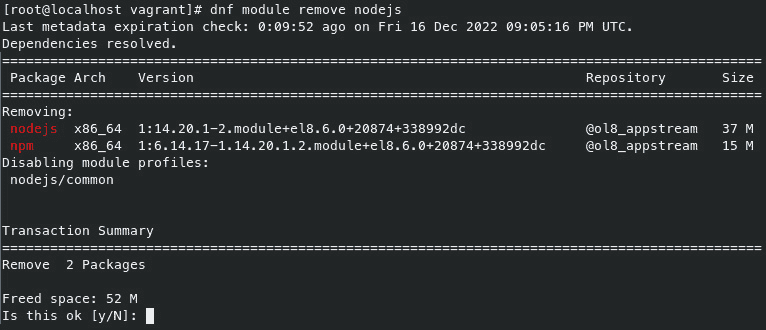 [root@localhost vagrant]# dnf module remove nodejs
Last metadata expiration check: 0:09:52 ago on Fri 16 Dec 2022 09:05:16 PM UTC.
Dependencies resolved.
================================================================================================
Package Arch Version Repository Size
================================================================================================
Removing:
nodejs x86_64 1:14.20.1-2.module+el8.6.0+20874+338992dc @ol8_appstream 37 M
npm x86_64 1:6.14.17-1.14.20.1.2.module+el8.6.0+20874+338992dc @ol8_appstream 15 M
Disabling module profiles:
nodejs/common
Transaction Summary
================================================================================================
Remove 2 Packages
Freed space: 52 M
Is this ok [y/N]: